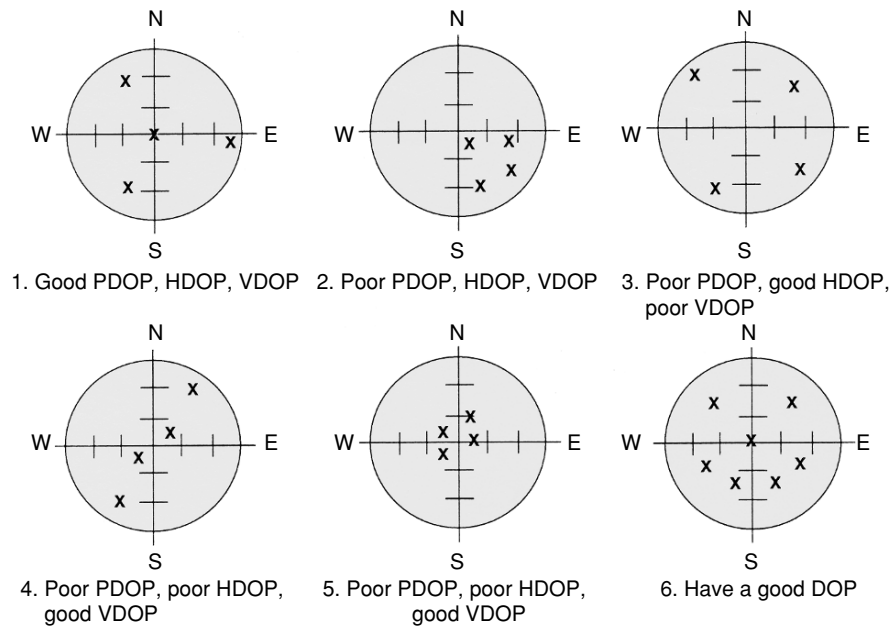 N
W E
S
1. Good PDOP, HDOP, VDOP
N
W E
S
2. Poor PDOP, HDOP, VDOP
N
W E
S
3. Poor PDOP, good HDOP,
poor VDOP
N
W E
S
4. Poor PDOP, poor HDOP,
good VDOP
N
W E
S
5. Poor PDOP, poor HDOP,
good VDOP
N
W E
S
6. Have a good DOP